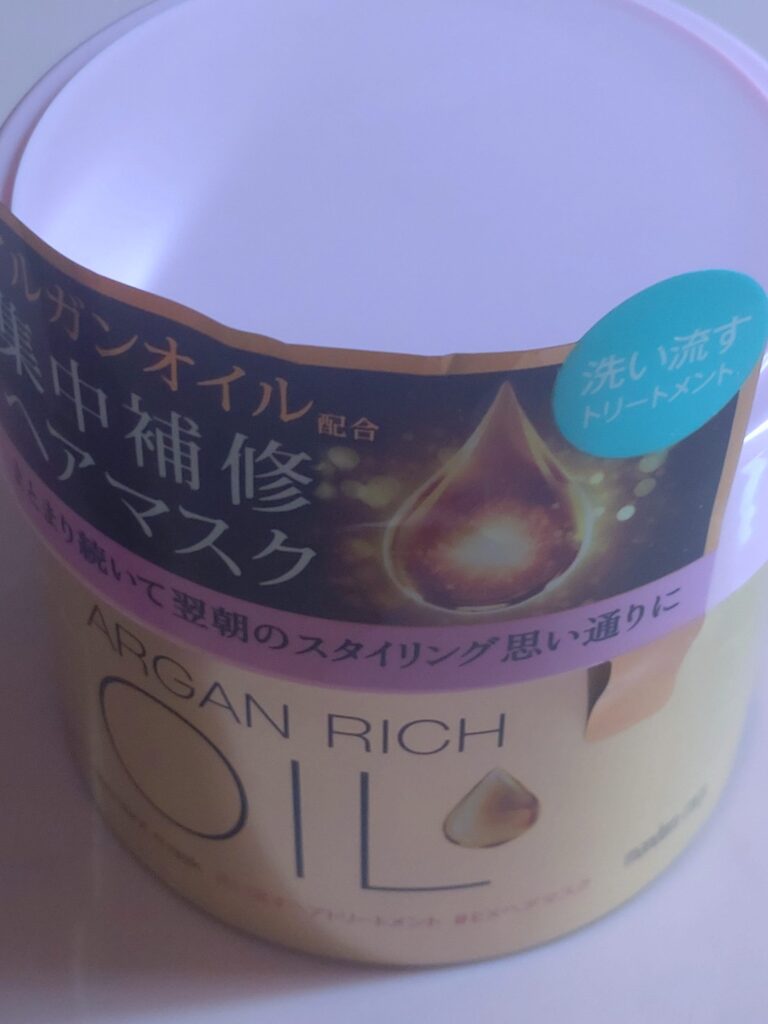 ルガンオイル 配合
集中補修
ヘアマスク
洗い流す
トリートメント
まとまり続いて翌朝のスタイリング思い通りに
ARGAN RICH
OIL